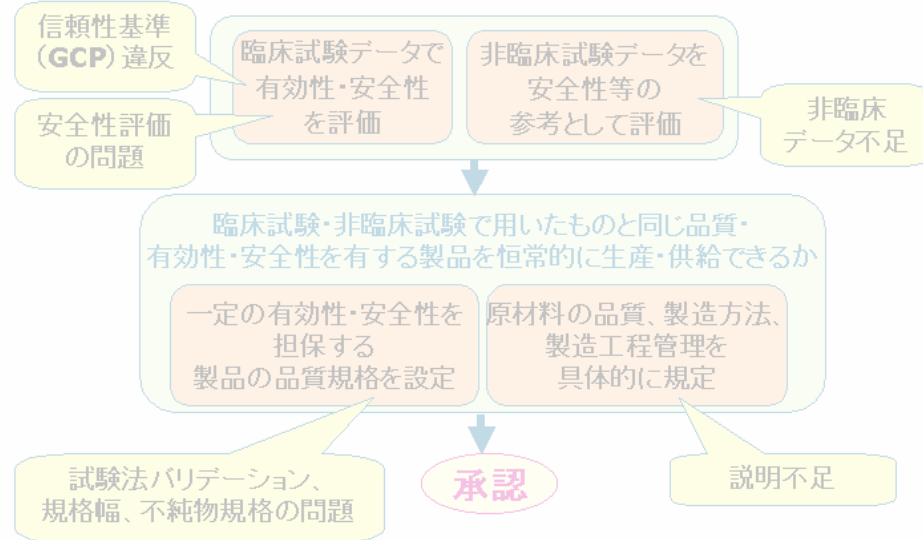 信頼性基準
（GCP）違反
臨床試験データで
有効性・安全性
を評価
非臨床試験データを
安全性等の
参考として評価
安全性評価
の問題
非臨床
データ不足
臨床試験・非臨床試験で用いたものと同じ品質・
有効性・安全性を有する製品を恒常的に生産・供給できるか
一定の有効性・安全性を
担保する
製品の品質規格を設定
原材料の品質、製造方法、
製造工程管理を
具体的に規定
試験法バリデーション、
規格幅、不純物規格の問題
承認
説明不足